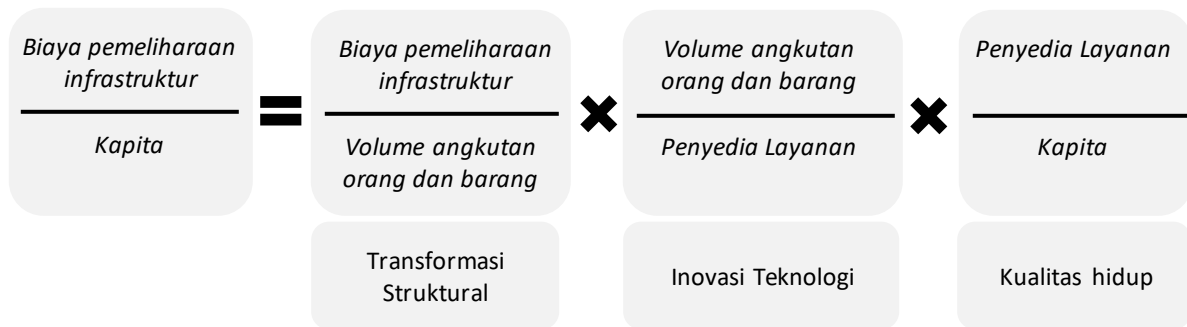 Biaya pemeliharaan
infrastruktur
Kapita
=
Biaya pemeliharaan
infrastruktur
Volume angkutan
orang dan barang
×
Volume angkutan
orang dan barang
Penyedia Layanan
×
Penyedia Layanan
Kapita
Transformasi
Struktural
Inovasi Teknologi
Kualitas hidup